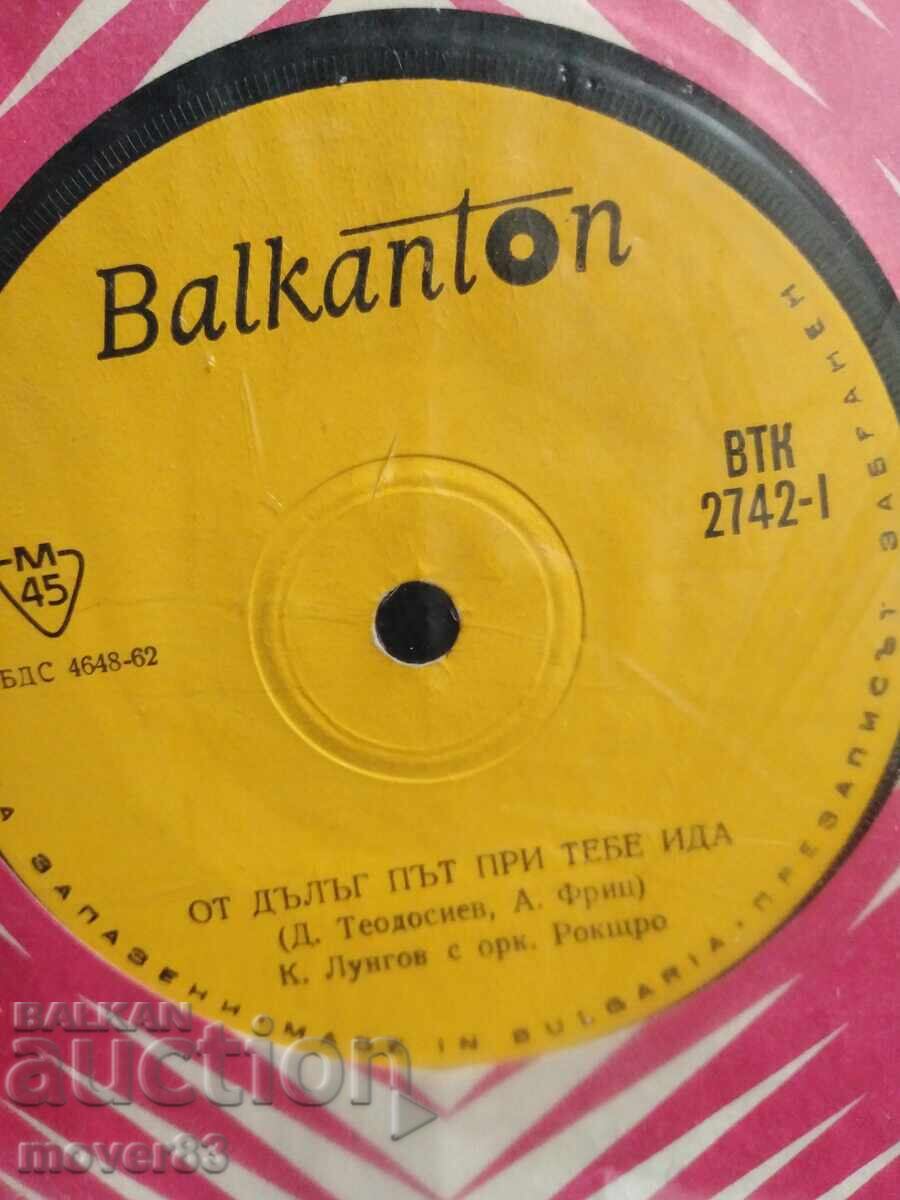 Balkanton
ВТК
2742-I
М
45
БДС 4648-62
ОТ ДЪЛЪГ ПЪТ ПРИ ТЕБЕ ИДА
(Д. Теодосиев, А. Фриц)
К. Лунгов с орк. Рокщро
А ЗАПАЗЕНИ • MADE IN BULGARIA • ПРЕЗАПИСЪТ ЗАБРАНЕН
BALKAN
auction
mover83